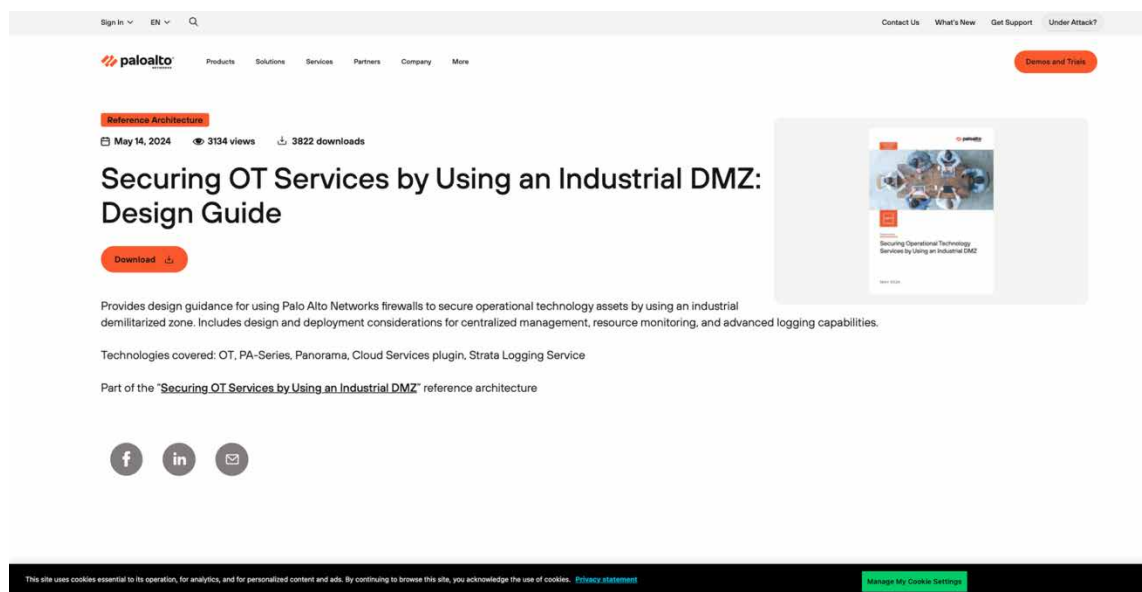 Sign In EN
Contact Us What's New Get Support Under Attack?
paloalto
NETWORKS
Products Solutions Services Partners Company More
Demos and Trials
Reference Architecture
May 14, 2024 3134 views 3822 downloads
Securing OT Services by Using an Industrial DMZ:
Design Guide
Download
paloalto
Securing Operational Technology
Services by Using an Industrial DMZ
MAY 2024
Provides design guidance for using Palo Alto Networks firewalls to secure operational technology assets by using an industrial
demilitarized zone. Includes design and deployment considerations for centralized management, resource monitoring, and advanced logging capabilities.
Technologies covered: OT, PA-Series, Panorama, Cloud Services plugin, Strata Logging Service
Part of the "Securing OT Services by Using an Industrial DMZ" reference architecture
f in
This site uses cookies essential to its operation, for analytics, and for personalized content and ads. By continuing to browse this site, you acknowledge the use of cookies. Privacy statement
Manage My Cookie Settings